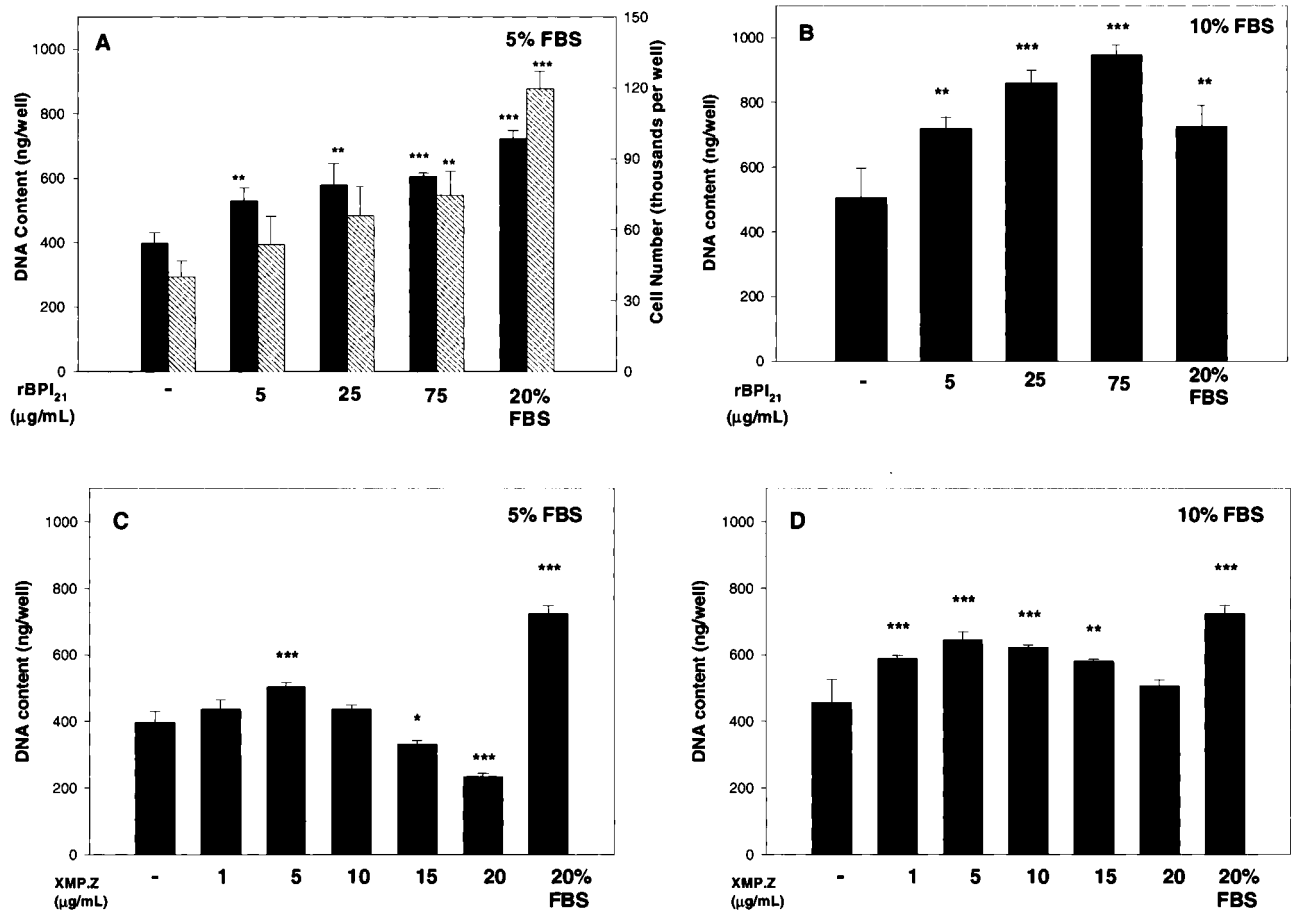 A
5% FBS
DNA Content (ng/well)
1000
800
600
400
200
0
Cell Number (thousands per well)
150
120
90
60
30
0
** ** *** ** *** ***
rBPI21
(µg/mL)
- 5 25 75 20%
FBS
B
10% FBS
DNA content (ng/well)
1000
800
600
400
200
0
** *** *** **
rBPI21
(µg/mL)
- 5 25 75 20%
FBS
C
5% FBS
DNA content (ng/well)
1000
800
600
400
200
0
*** * *** ***
XMP.Z
(µg/mL)
- 1 5 10 15 20 20%
FBS
D
10% FBS
DNA content (ng/well)
1000
800
600
400
200
0
*** *** *** ** ***
XMP.Z
(µg/mL)
- 1 5 10 15 20 20%
FBS